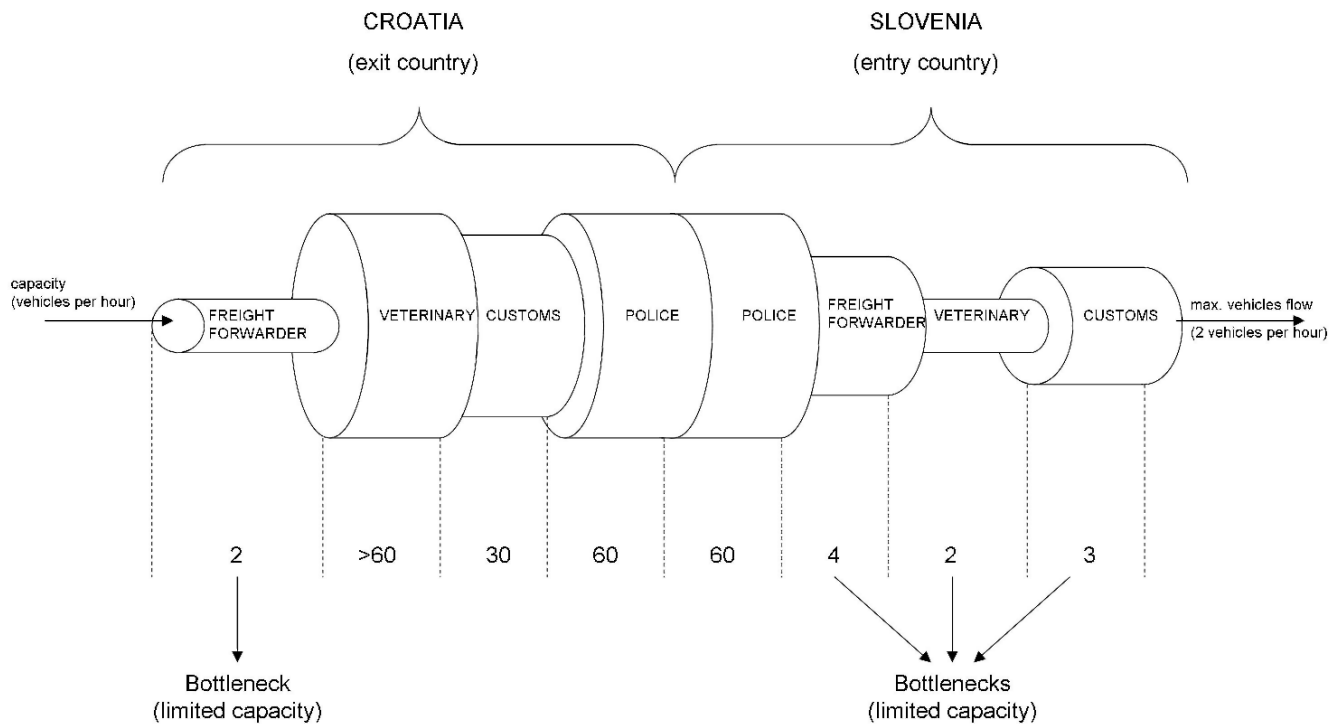 CROATIA
(exit country)
SLOVENIA
(entry country)
capacity
(vehicles per hour)
FREIGHT
FORWARDER
VETERINARY
CUSTOMS
POLICE
POLICE
FREIGHT
FORWARDER
VETERINARY
CUSTOMS
max. vehicles flow
(2 vehicles per hour)
2
>60
30
60
60
4
2
3
Bottleneck
(limited capacity)
Bottlenecks
(limited capacity)